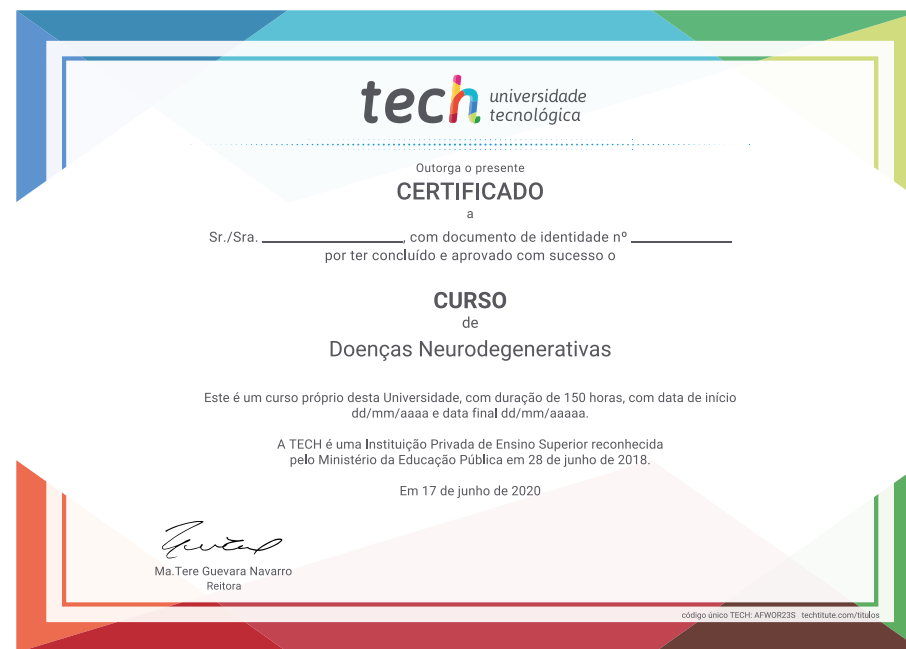 tech universidade
tecnológica
Outorga o presente
CERTIFICADO
a
Sr./Sra. ____________, com documento de identidade nº ____________
por ter concluído e aprovado com sucesso o
CURSO
de
Doenças Neurodegenerativas
Este é um curso próprio desta Universidade, com duração de 150 horas, com data de início
dd/mm/aaaa e data final dd/mm/aaaaa.
A TECH é uma Instituição Privada de Ensino Superior reconhecida
pelo Ministério da Educação Pública em 28 de junho de 2018.
Em 17 de junho de 2020
Ma.Tere Guevara Navarro
Reitora
código único TECH: AFWOR23S techtitute.com/titulos